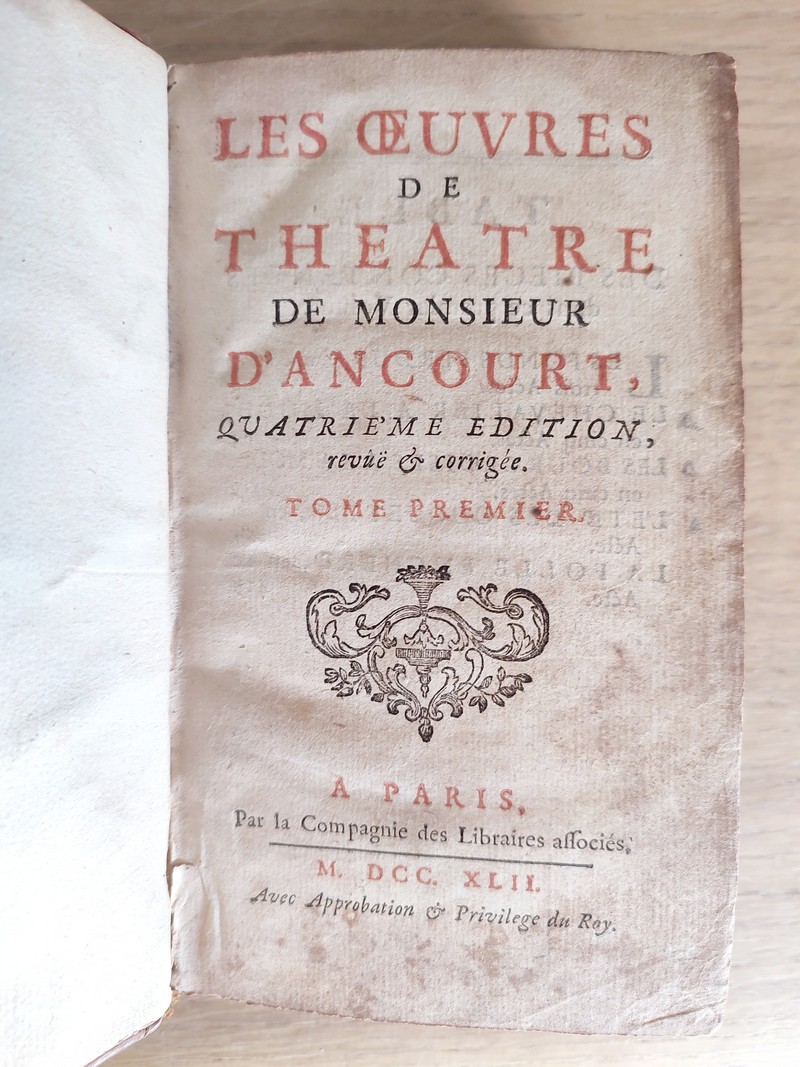 LES ŒUVRES
DE
THEATRE
DE MONSIEUR
D'ANCOURT,
QUATRIE'ME EDITION,
revûë & corrigée.
TOME PREMIER.
A PARIS,
Par la Compagnie des Libraires aſſociés,
M. DCC. XLII.
Avec Approbation & Privilege du Roy.